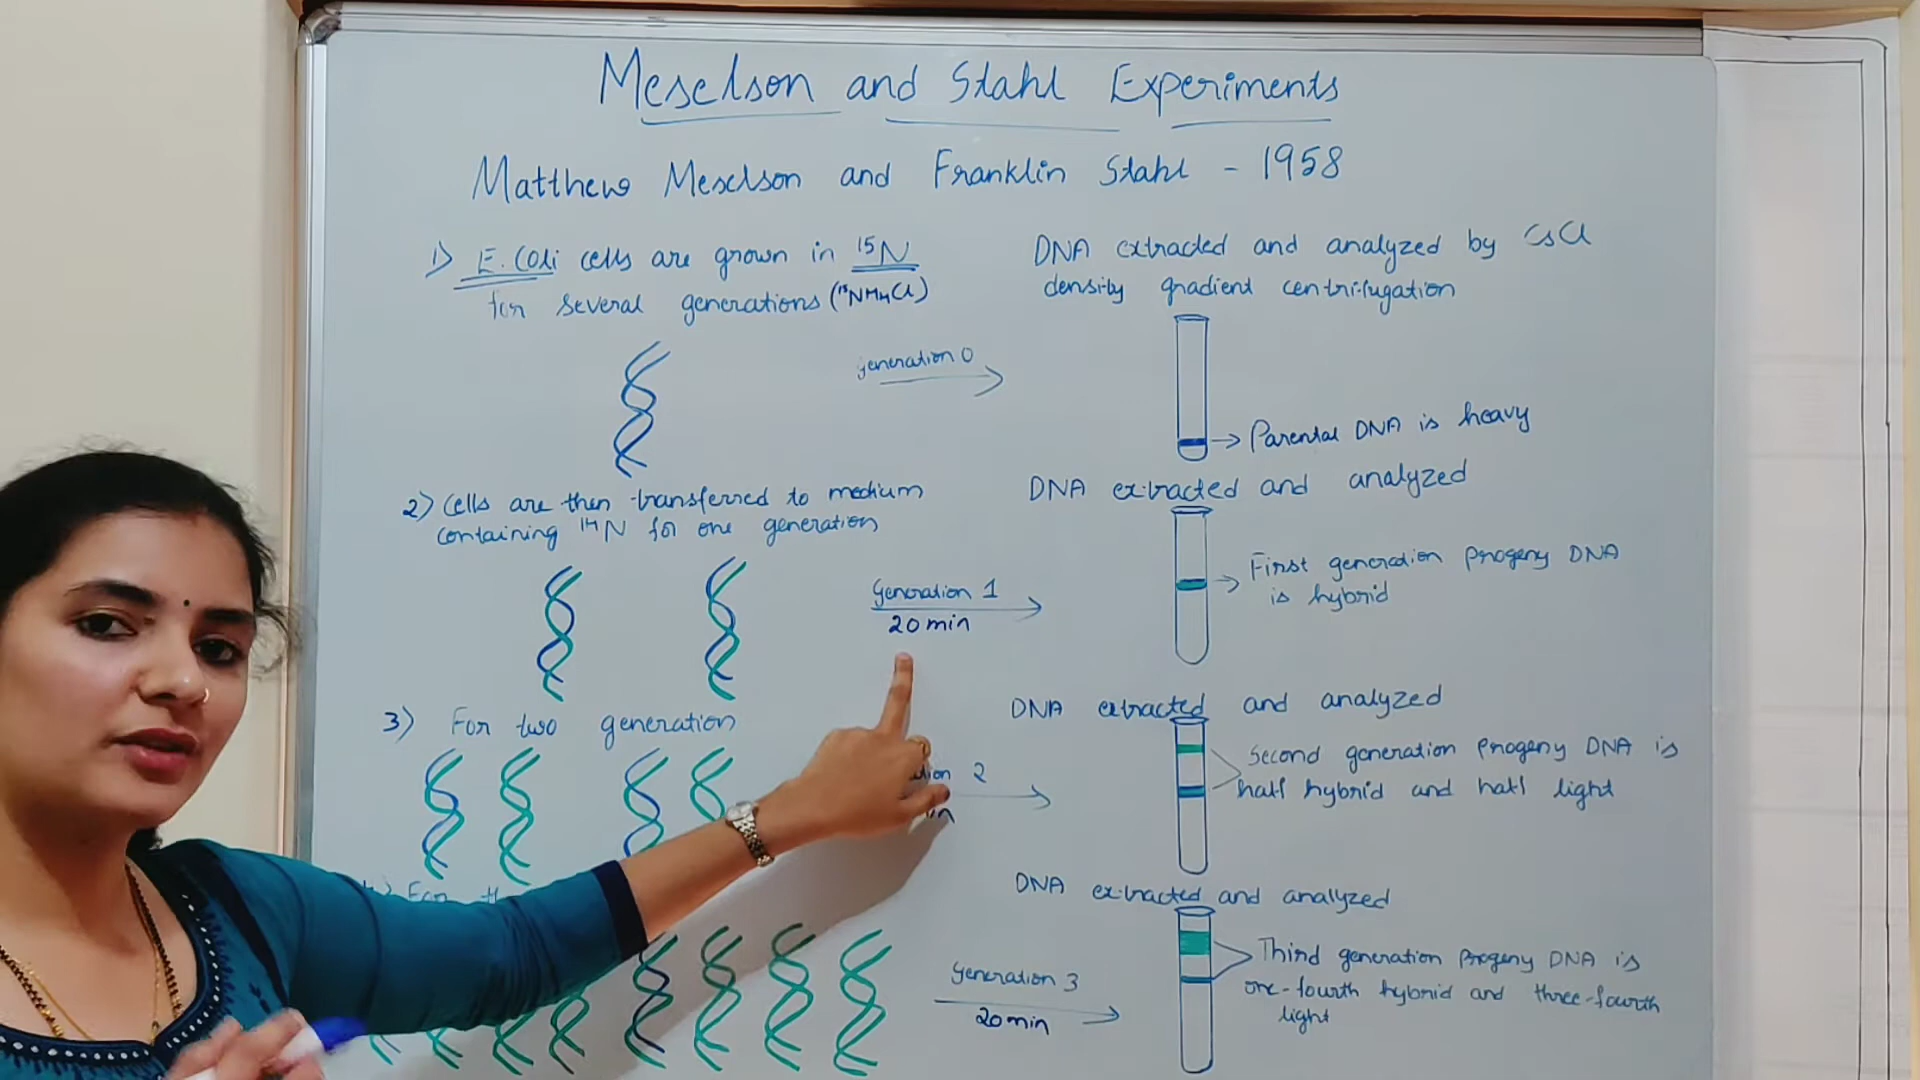 Meselson and Stahl Experiments
Matthew Meselson and Franklin Stahl - 1958
1) E. Coli cells are grown in ¹⁵N
for several generations (¹⁵NH₄Cl)
DNA extracted and analyzed by CsCl
density gradient centrifugation
generation 0
Parental DNA is heavy
2) Cells are then transferred to medium
containing ¹⁴N for one generation
DNA extracted and analyzed
Generation 1
20 min
First generation progeny DNA
is hybrid
3) For two generation
DNA extracted and analyzed
2
Second generation progeny DNA is
half hybrid and half light
For
DNA extracted and analyzed
Generation 3
20 min
Third generation progeny DNA is
one-fourth hybrid and three-fourth
light